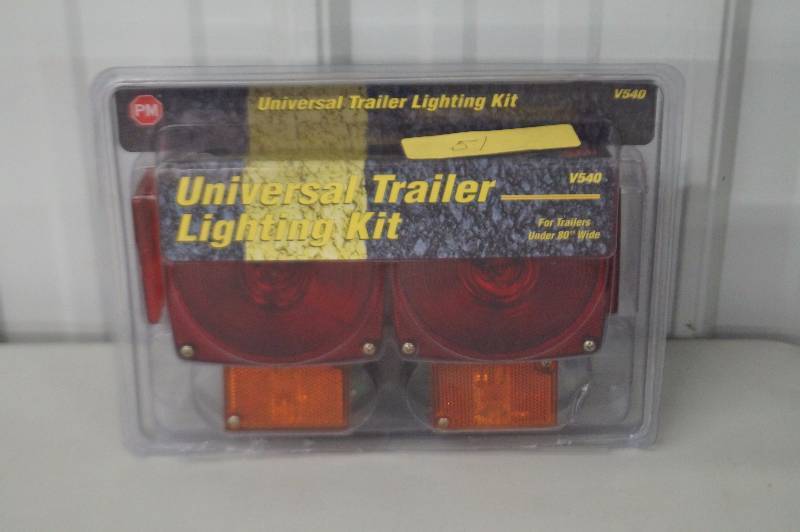 PM
Universal Trailer Lighting Kit
V540
51
Universal Trailer
Lighting Kit
V540
For Trailers
Under 80" Wide